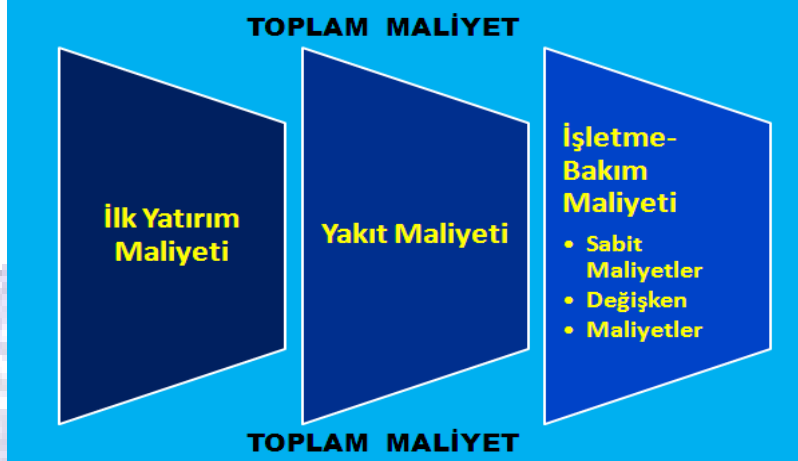 TOPLAM MALİYET
İlk Yatırım
Maliyeti
Yakıt Maliyeti
İşletme-
Bakım
Maliyeti
• Sabit
Maliyetler
• Değişken
• Maliyetler
TOPLAM MALİYET